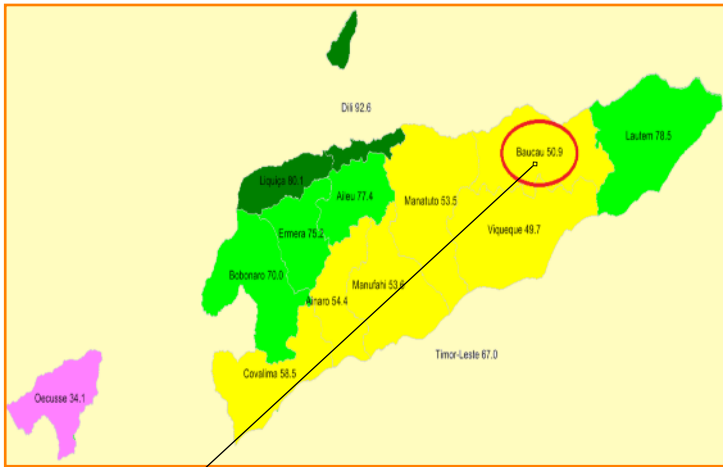 Dili 92.6
Lautem 78.5
Baucau 50.9
Liquiça 80.1
Aileu 77.4
Manatuto 53.5
Ermera 75.2
Viqueque 49.7
Bobonaro 70.0
Manufahi 53.6
Ainaro 54.4
Timor-Leste 67.0
Covalima 58.5
Oecusse 34.1